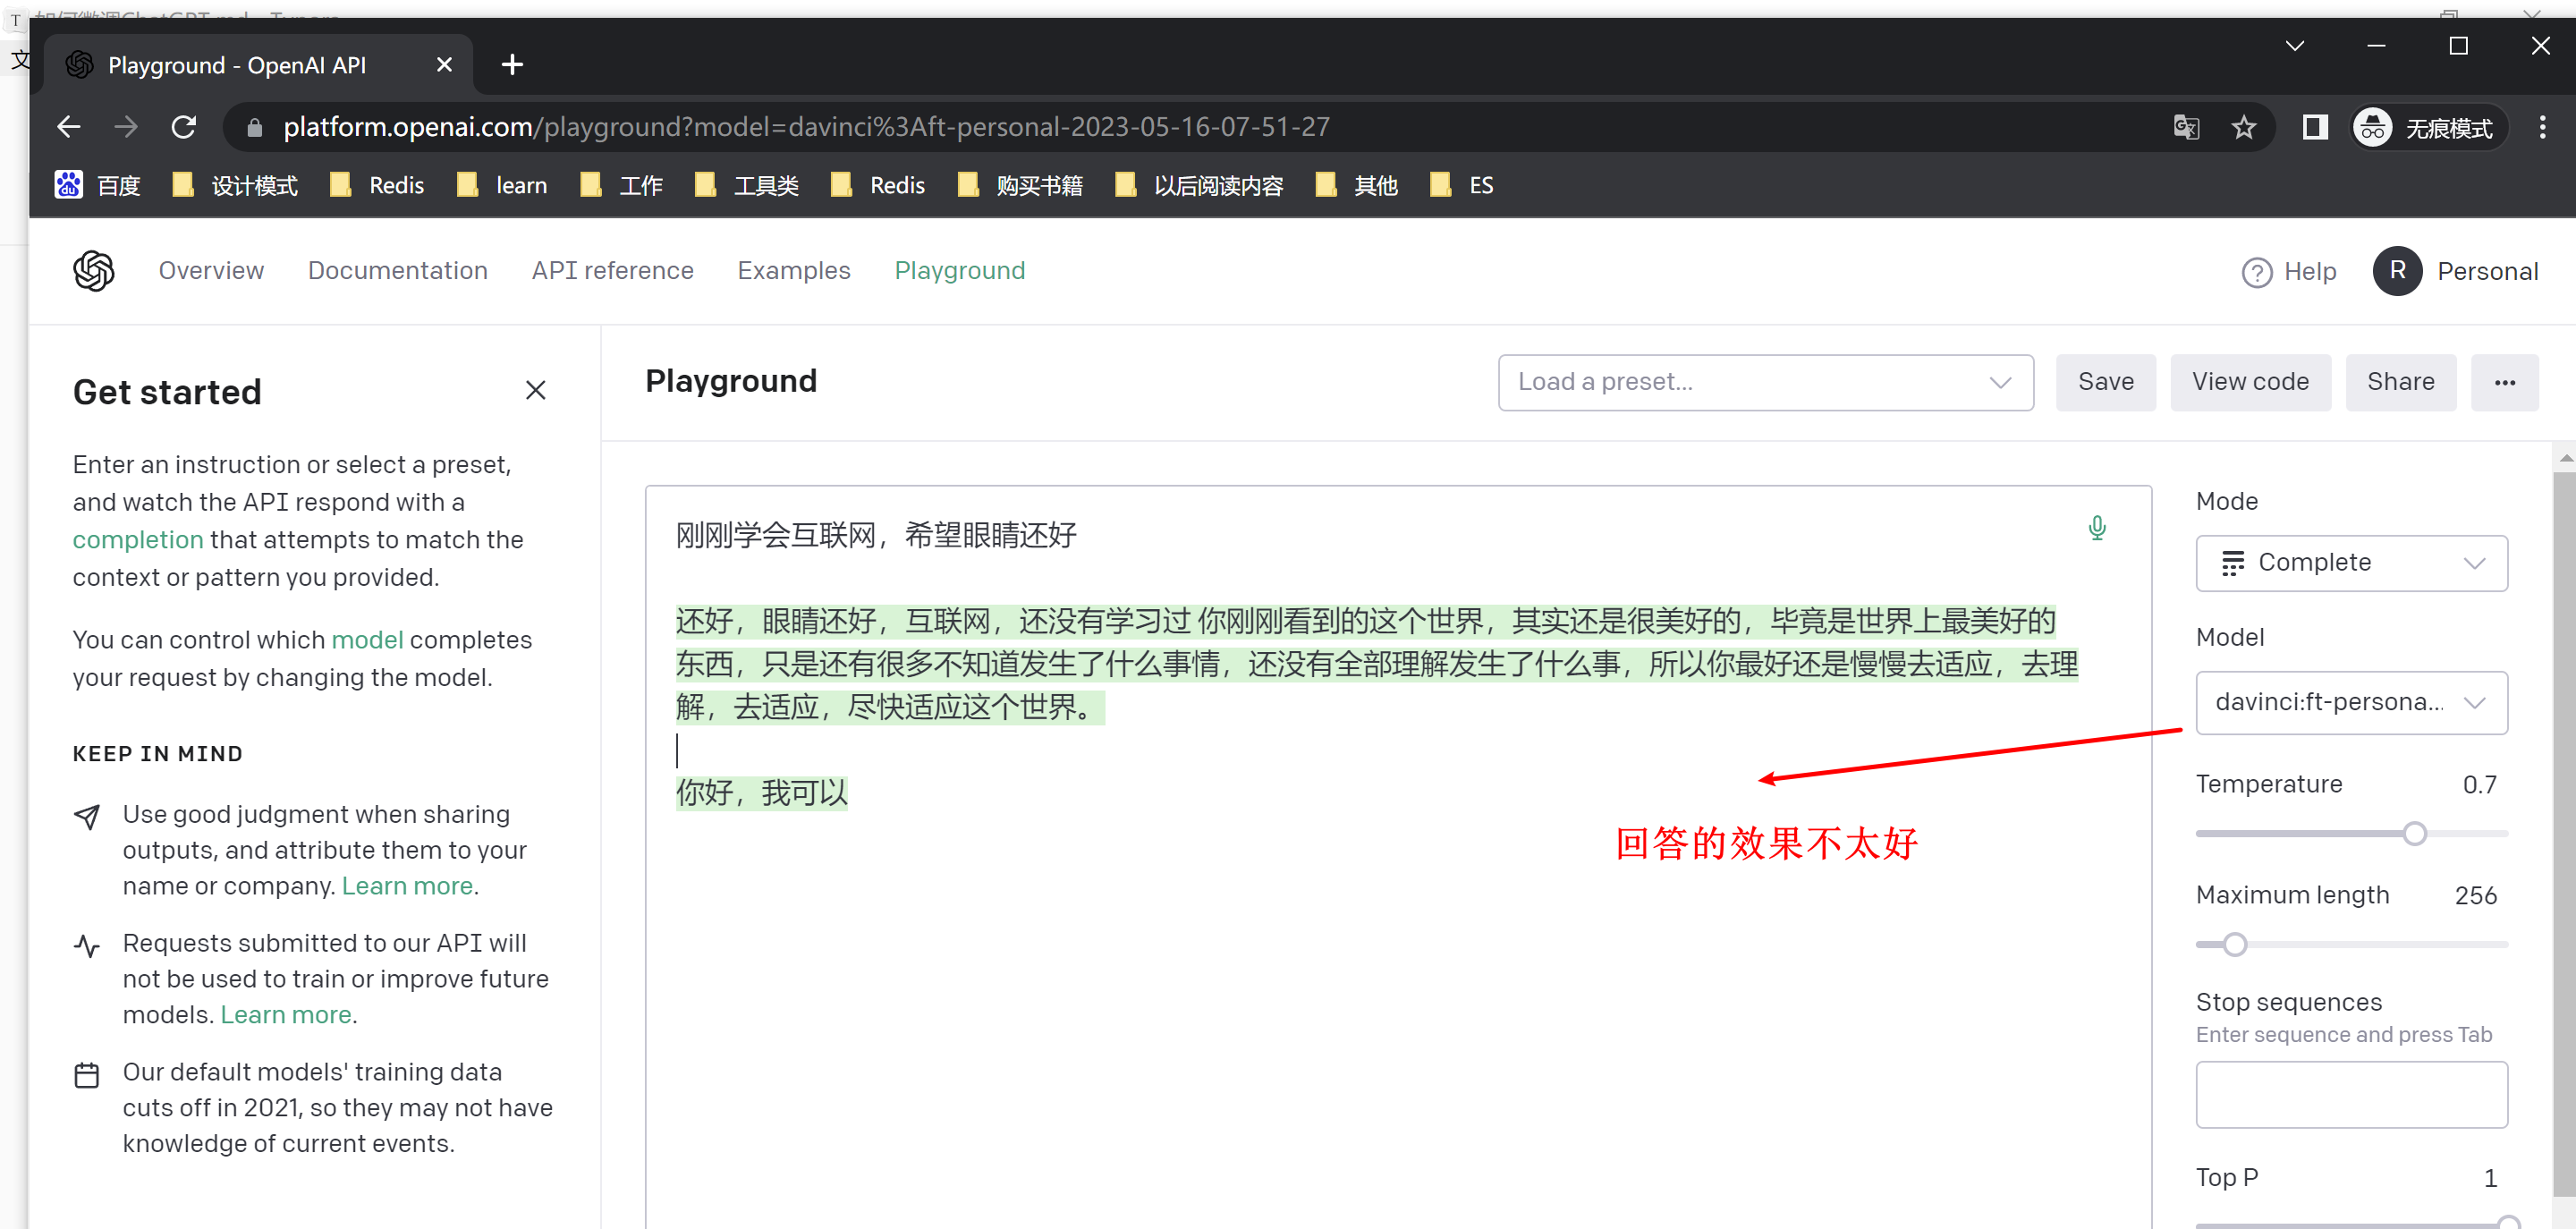 如何微调ChatGPT.md - Typora
文
Playground - OpenAI API
platform.openai.com/playground?model=davinci%3Aft-personal-2023-05-16-07-51-27
无痕模式
百度 设计模式 Redis learn 工作 工具类 Redis 购买书籍 以后阅读内容 其他 ES
Overview Documentation API reference Examples Playground
Help R Personal
Get started
Enter an instruction or select a preset,
and watch the API respond with a
completion that attempts to match the
context or pattern you provided.
You can control which model completes
your request by changing the model.
KEEP IN MIND
Use good judgment when sharing
outputs, and attribute them to your
name or company. Learn more.
Requests submitted to our API will
not be used to train or improve future
models. Learn more.
Our default models' training data
cuts off in 2021, so they may not have
knowledge of current events.
Playground
Load a preset...
Save View code Share ...
刚刚学会互联网，希望眼睛还好
还好，眼睛还好，互联网，还没有学习过 你刚刚看到的这个世界，其实还是很美好的，毕竟是世界上最美好的
东西，只是还有很多不知道发生了什么事情，还没有全部理解发生了什么事，所以你最好还是慢慢去适应，去理
解，去适应，尽快适应这个世界。
你好，我可以
回答的效果不太好
Mode
Complete
Model
davinci:ft-persona...
Temperature 0.7
Maximum length 256
Stop sequences
Enter sequence and press Tab
Top P 1